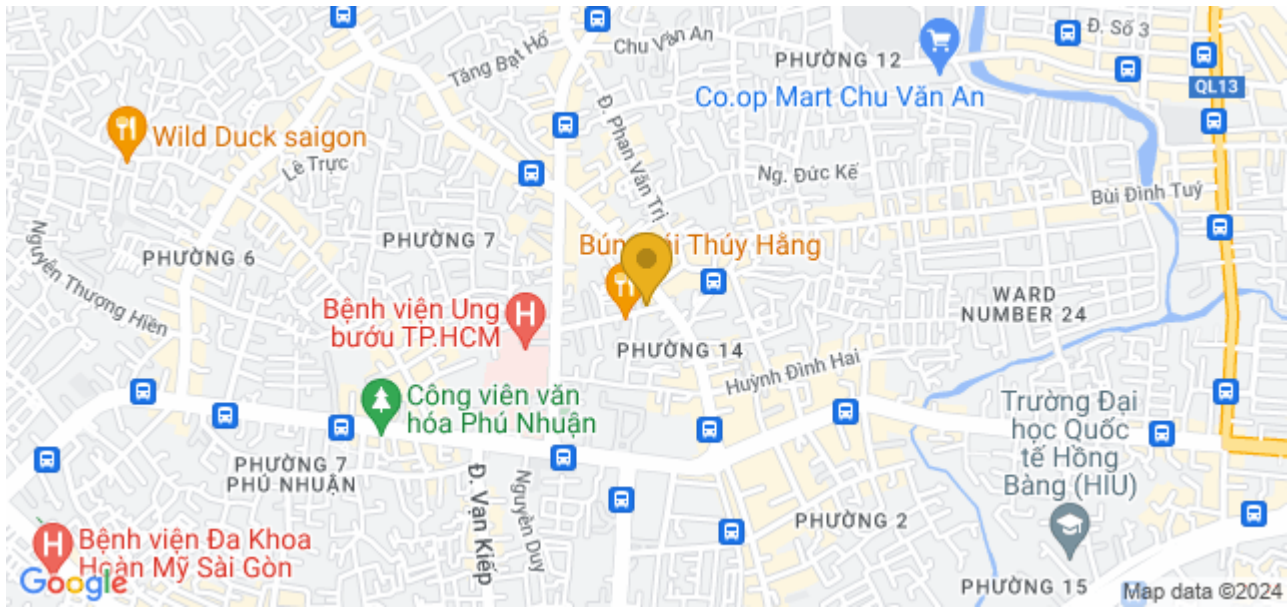 Đ. Số 3
Chu Văn An
PHƯỜNG 12
Tăng Bạt Hổ
QL13
Co.op Mart Chu Văn An
Wild Duck saigon
Đ. Phan Văn Trị
Lê Trực
Ng. Đức Kế
Bùi Đình Tuý
Nguyễn Thượng Hiền
PHƯỜNG 7
PHƯỜNG 6
Bún
Thúy Hằng
Bệnh viện Ung
bướu TP.HCM
WARD
NUMBER 24
PHƯỜNG 14
Huỳnh Đình Hai
Công viên văn
hóa Phú Nhuận
Trường Đại
học Quốc
tế Hồng
Bàng (HIU)
PHƯỜNG 7
PHÚ NHUẬN
Đ. Vạn Kiếp
Nguyễn Duy
PHƯỜNG 2
Bệnh viện Đa Khoa
Hoàn Mỹ Sài Gòn
Google
PHƯỜNG 15
Map data ©2024